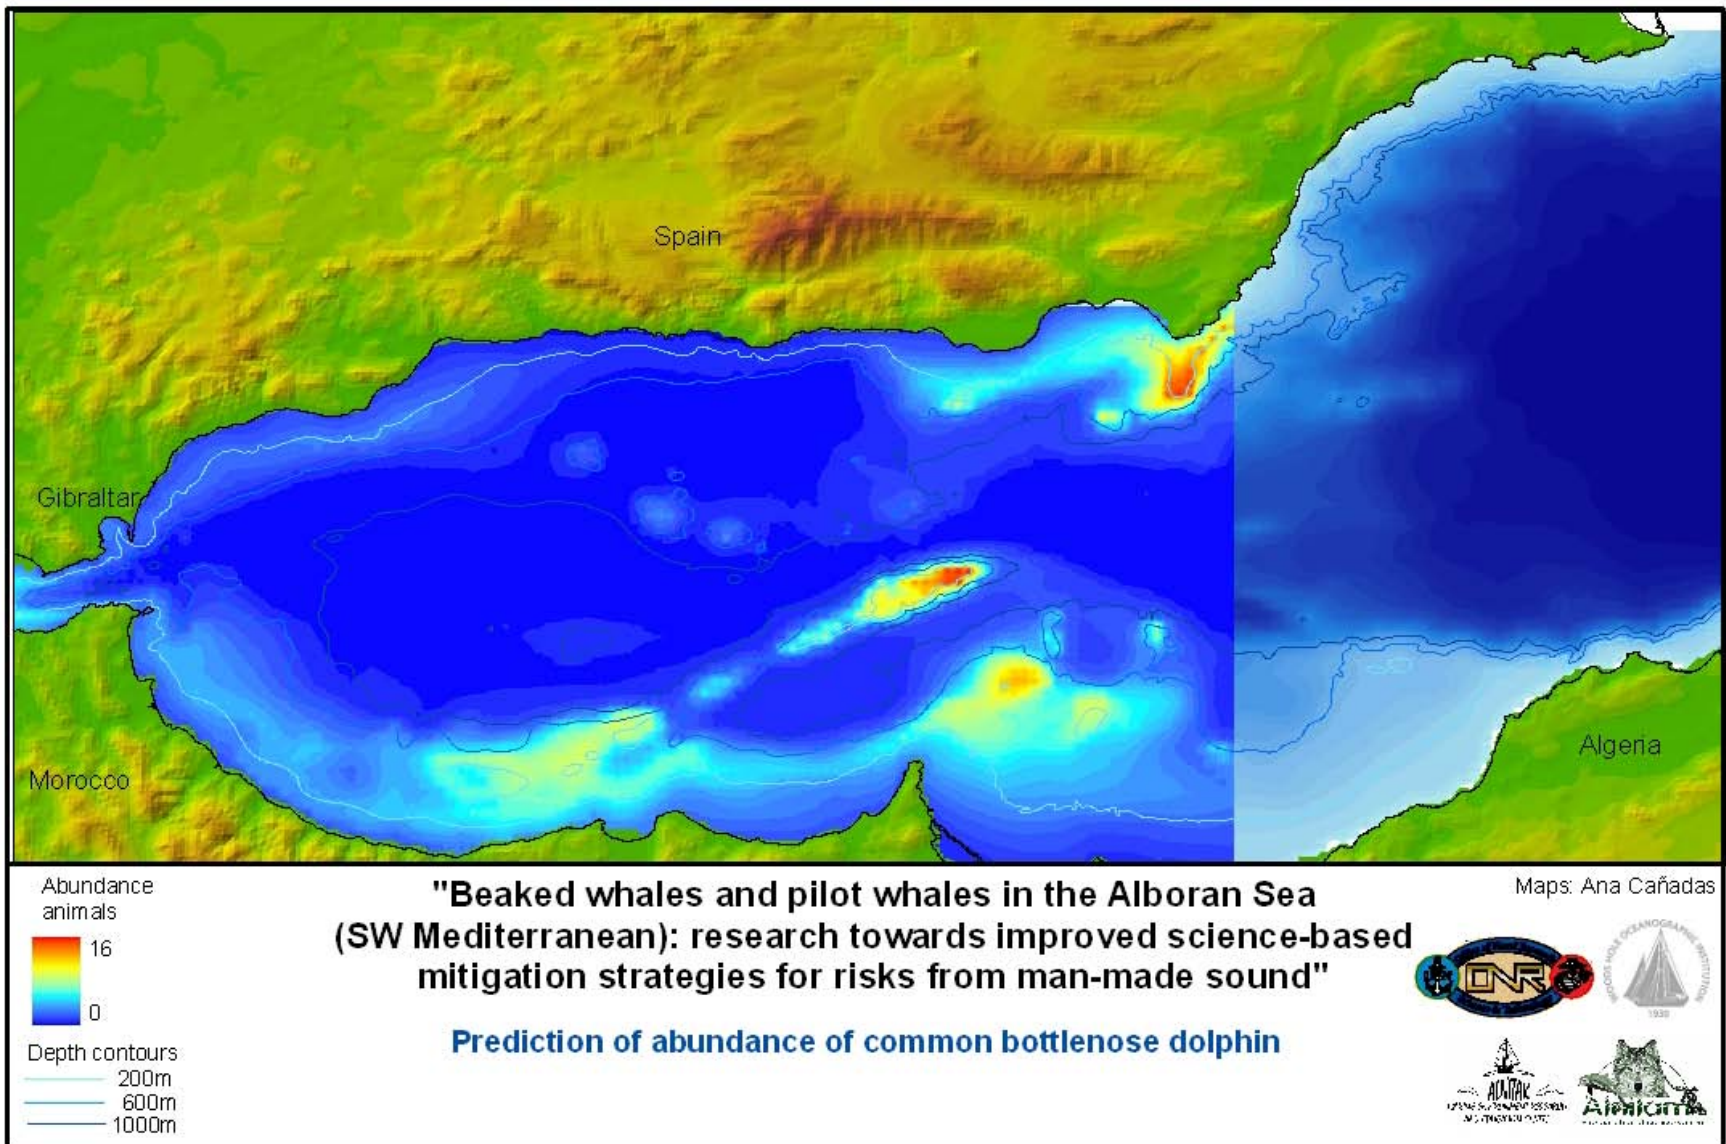 Spain
Gibraltar
Morocco
Algeria
Abundance
animals
16
0
Depth contours
200m
600m
1000m
"Beaked whales and pilot whales in the Alboran Sea
(SW Mediterranean): research towards improved science-based
mitigation strategies for risks from man-made sound"
Prediction of abundance of common bottlenose dolphin
Maps: Ana Cañadas
ONR
WOODS HOLE OCEANOGRAPHIC INSTITUTION
1930
Alnitak
Alnilam